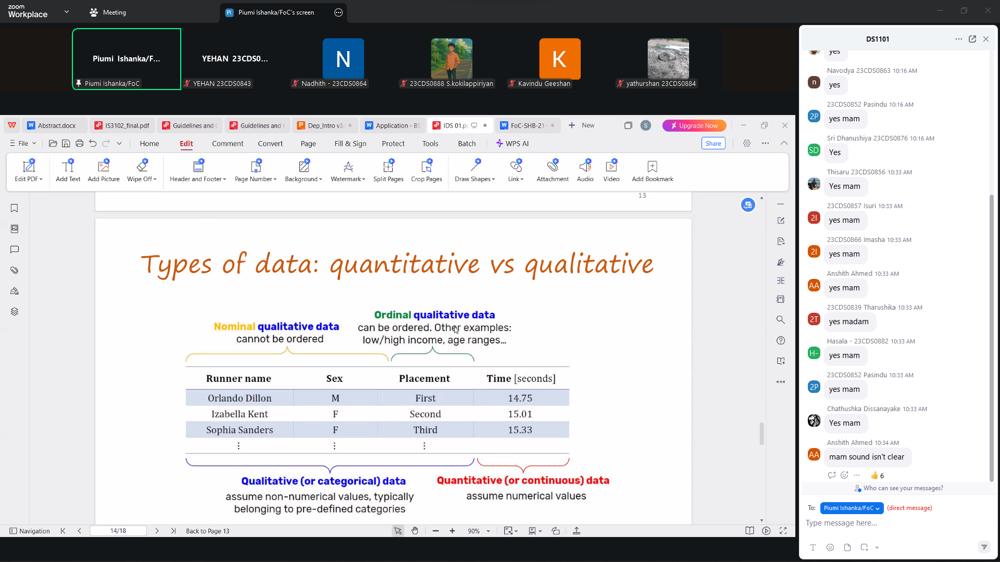 zoom
Workplace
Meeting
PI
Piumi Ishanka/FoC's screen
Piumi Ishanka/F...
Piumi Ishanka/FoC
YEHAN 23CDS0...
YEHAN 23CDS0843
N
Nadhith - 23CDS0864
23CDS0888 S.kokilappiriyan
K
Kavindu Geeshan
yathurshan 23CDS0884
Abstract.docx
IS3102_final.pdf
Guidelines and
Guidelines and
Dep_Intro v3.
Application - BS
IDS 01.p
FoC-SHB-21-
New
S
Upgrade Now
File
Home
Edit
Comment
Convert
Page
Fill & Sign
Protect
Tools
Batch
WPS AI
Share
Edit PDF
Add Text
Add Picture
Wipe Off
Header and Footer
Page Number
Background
Watermark
Split Pages
Crop Pages
Draw Shapes
Link
Attachment
Audio
Video
Add Bookmark
13
Types of data: quantitative vs qualitative
Nominal qualitative data
cannot be ordered
Ordinal qualitative data
can be ordered. Other examples:
low/high income, age ranges...
Runner name Sex Placement Time [seconds]
Orlando Dillon M First 14.75
Izabella Kent F Second 15.01
Sophia Sanders F Third 15.33
Qualitative (or categorical) data
assume non-numerical values, typically
belonging to pre-defined categories
Quantitative (or continuous) data
assume numerical values
Navigation
14/18
Back to Page 13
90%
DS1101
yes
Navodya 23CDS0863 10:16 AM
n
yes
23CDS0852 Pasindu 10:16 AM
2P
yes mam
Sri Dhanushiya 23CDS0876 10:16 AM
SD
Yes
Thisaru 23CDS0856 10:33 AM
Yes mam
23CDS0857 Isuri 10:33 AM
2I
yes mam
23CDS0866 Imasha 10:33 AM
2I
yes mam
Anshith Ahmed 10:33 AM
AA
yes mam
23CDS0839 Tharushika 10:33 AM
2T
yes madam
Hasala - 23CDS0882 10:33 AM
H-
yes mam
23CDS0852 Pasindu 10:33 AM
2P
yes mam
Chathushka Dissanayake 10:33 AM
Yes mam
Anshith Ahmed 10:34 AM
AA
mam sound isn't clear
6
Who can see your messages?
To: Piumi Ishanka/FoC (direct message)
Type message here...